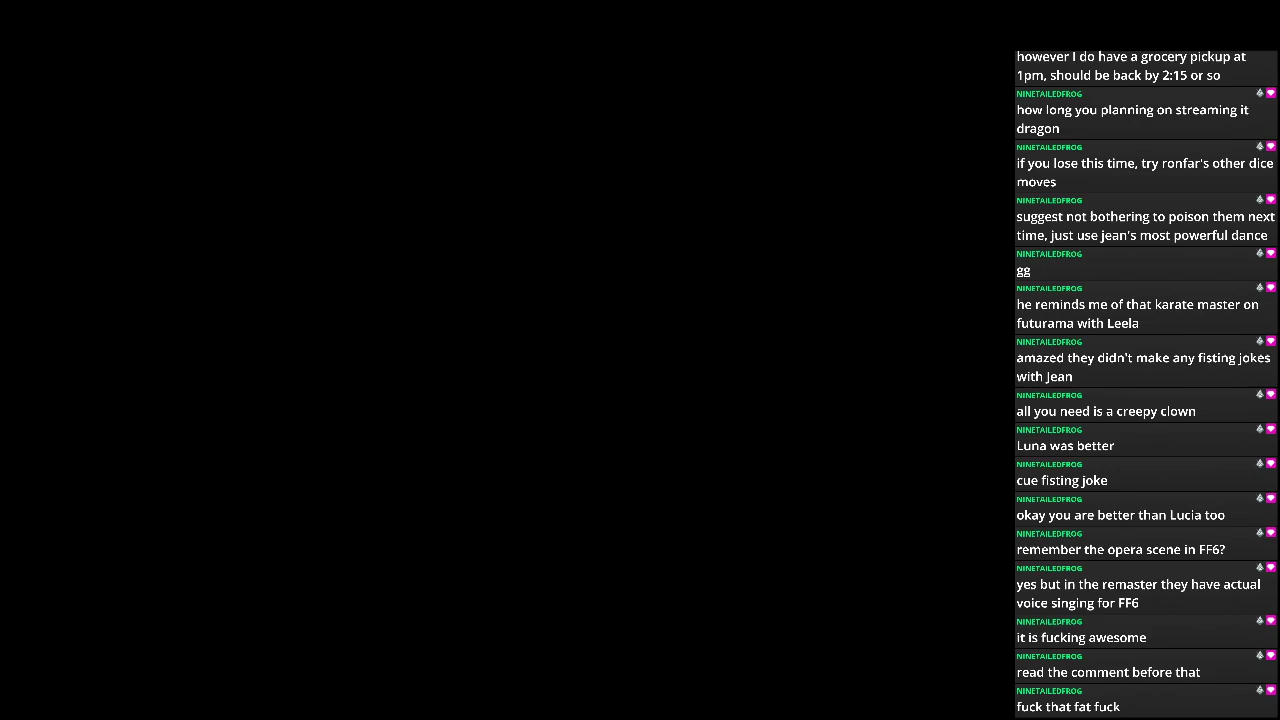 however I do have a grocery pickup at
1pm, should be back by 2:15 or so
NINETAILEDFROG
how long you planning on streaming it
dragon
NINETAILEDFROG
if you lose this time, try ronfar's other dice
moves
NINETAILEDFROG
suggest not bothering to poison them next
time, just use jean's most powerful dance
NINETAILEDFROG
gg
NINETAILEDFROG
he reminds me of that karate master on
futurama with Leela
NINETAILEDFROG
amazed they didn't make any fisting jokes
with Jean
NINETAILEDFROG
all you need is a creepy clown
NINETAILEDFROG
Luna was better
NINETAILEDFROG
cue fisting joke
NINETAILEDFROG
okay you are better than Lucia too
NINETAILEDFROG
remember the opera scene in FF6?
NINETAILEDFROG
yes but in the remaster they have actual
voice singing for FF6
NINETAILEDFROG
it is fucking awesome
NINETAILEDFROG
read the comment before that
NINETAILEDFROG
fuck that fat fuck